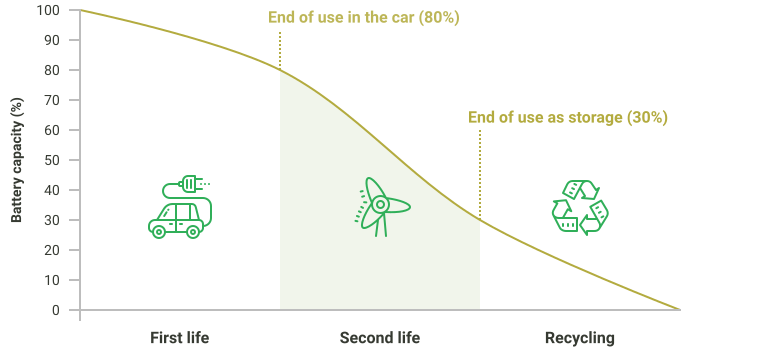 End of use in the car (80%)
End of use as storage (30%)
Battery capacity (%)
100
90
80
70
60
50
40
30
20
10
0
First life
Second life
Recycling